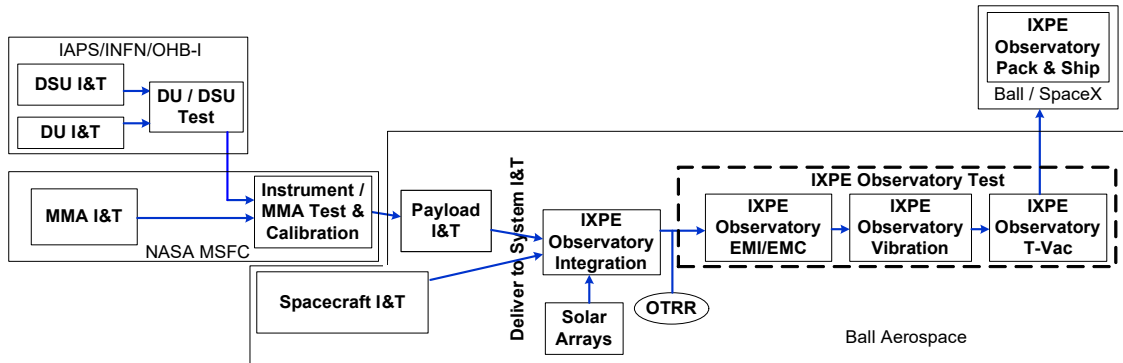 IAPS/INFN/OHB-I
DSU I&T
DU I&T
DU / DSU
Test
MMA I&T
Instrument /
MMA Test &
Calibration
NASA MSFC
Payload
I&T
Spacecraft I&T
Deliver to System I&T
IXPE
Observatory
Integration
Solar
Arrays
OTRR
IXPE Observatory Test
IXPE
Observatory
EMI/EMC
IXPE
Observatory
Vibration
IXPE
Observatory
T-Vac
IXPE
Observatory
Pack & Ship
Ball / SpaceX
Ball Aerospace